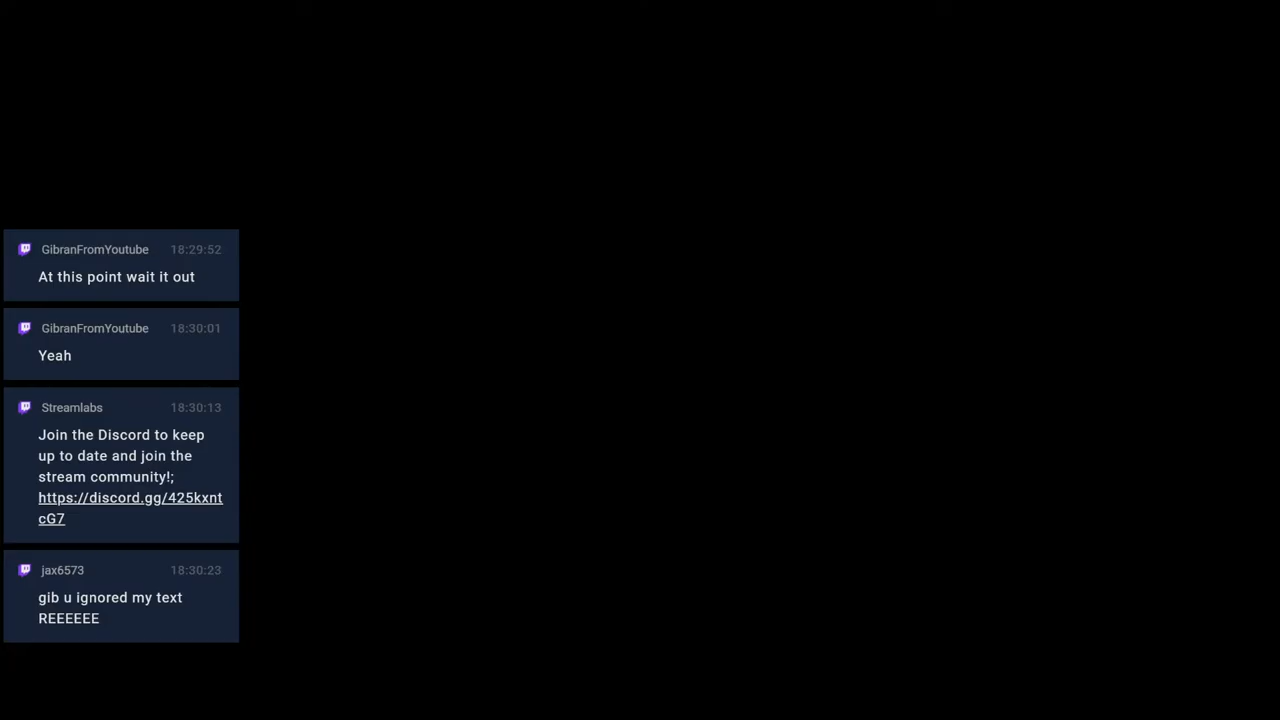 GibranFromYoutube 18:29:52
At this point wait it out
GibranFromYoutube 18:30:01
Yeah
Streamlabs 18:30:13
Join the Discord to keep
up to date and join the
stream community!;
https://discord.gg/425kxnt
cG7
jax6573 18:30:23
gib u ignored my text
REEEEEE